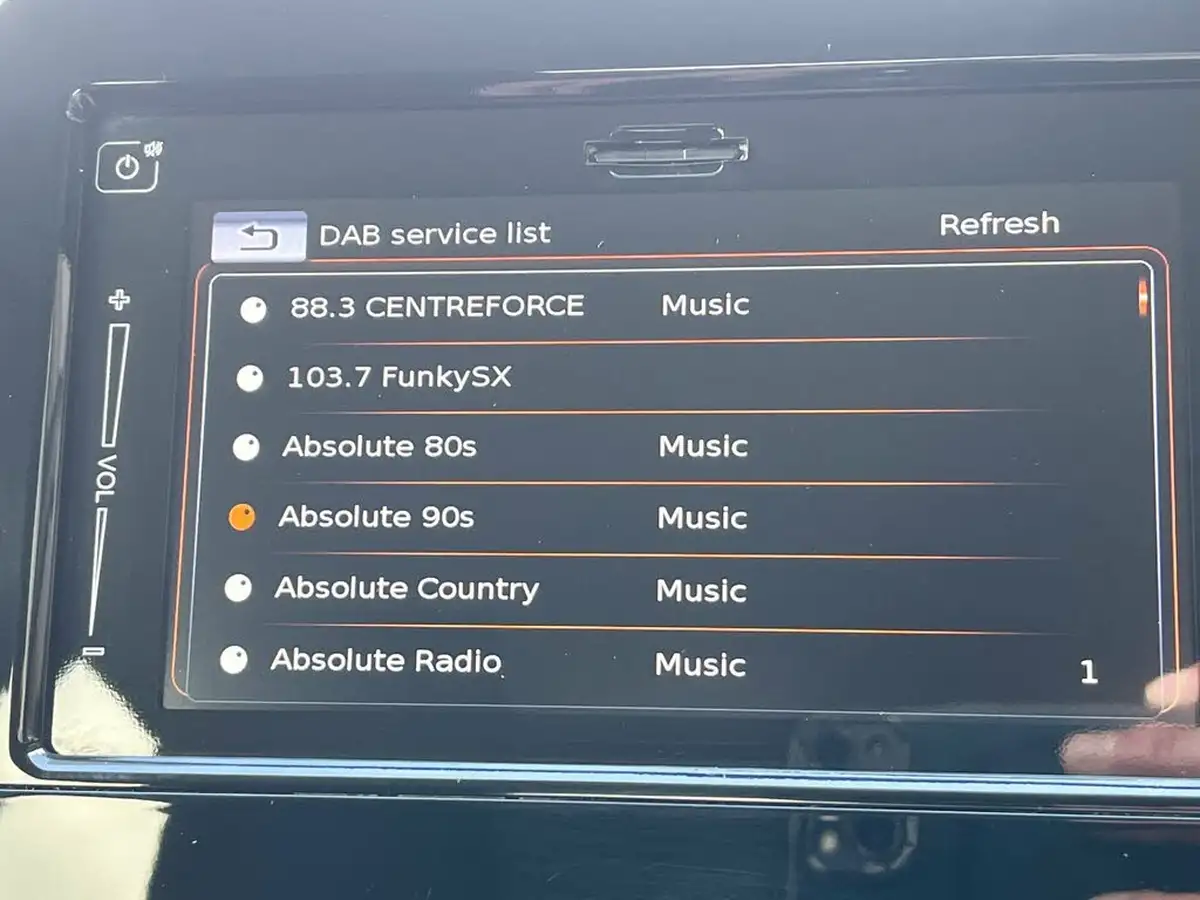 DAB service list Refresh
88.3 CENTREFORCE Music
103.7 FunkySX
Absolute 80s Music
Absolute 90s Music
Absolute Country Music
Absolute Radio Music 1
+
VOL
-